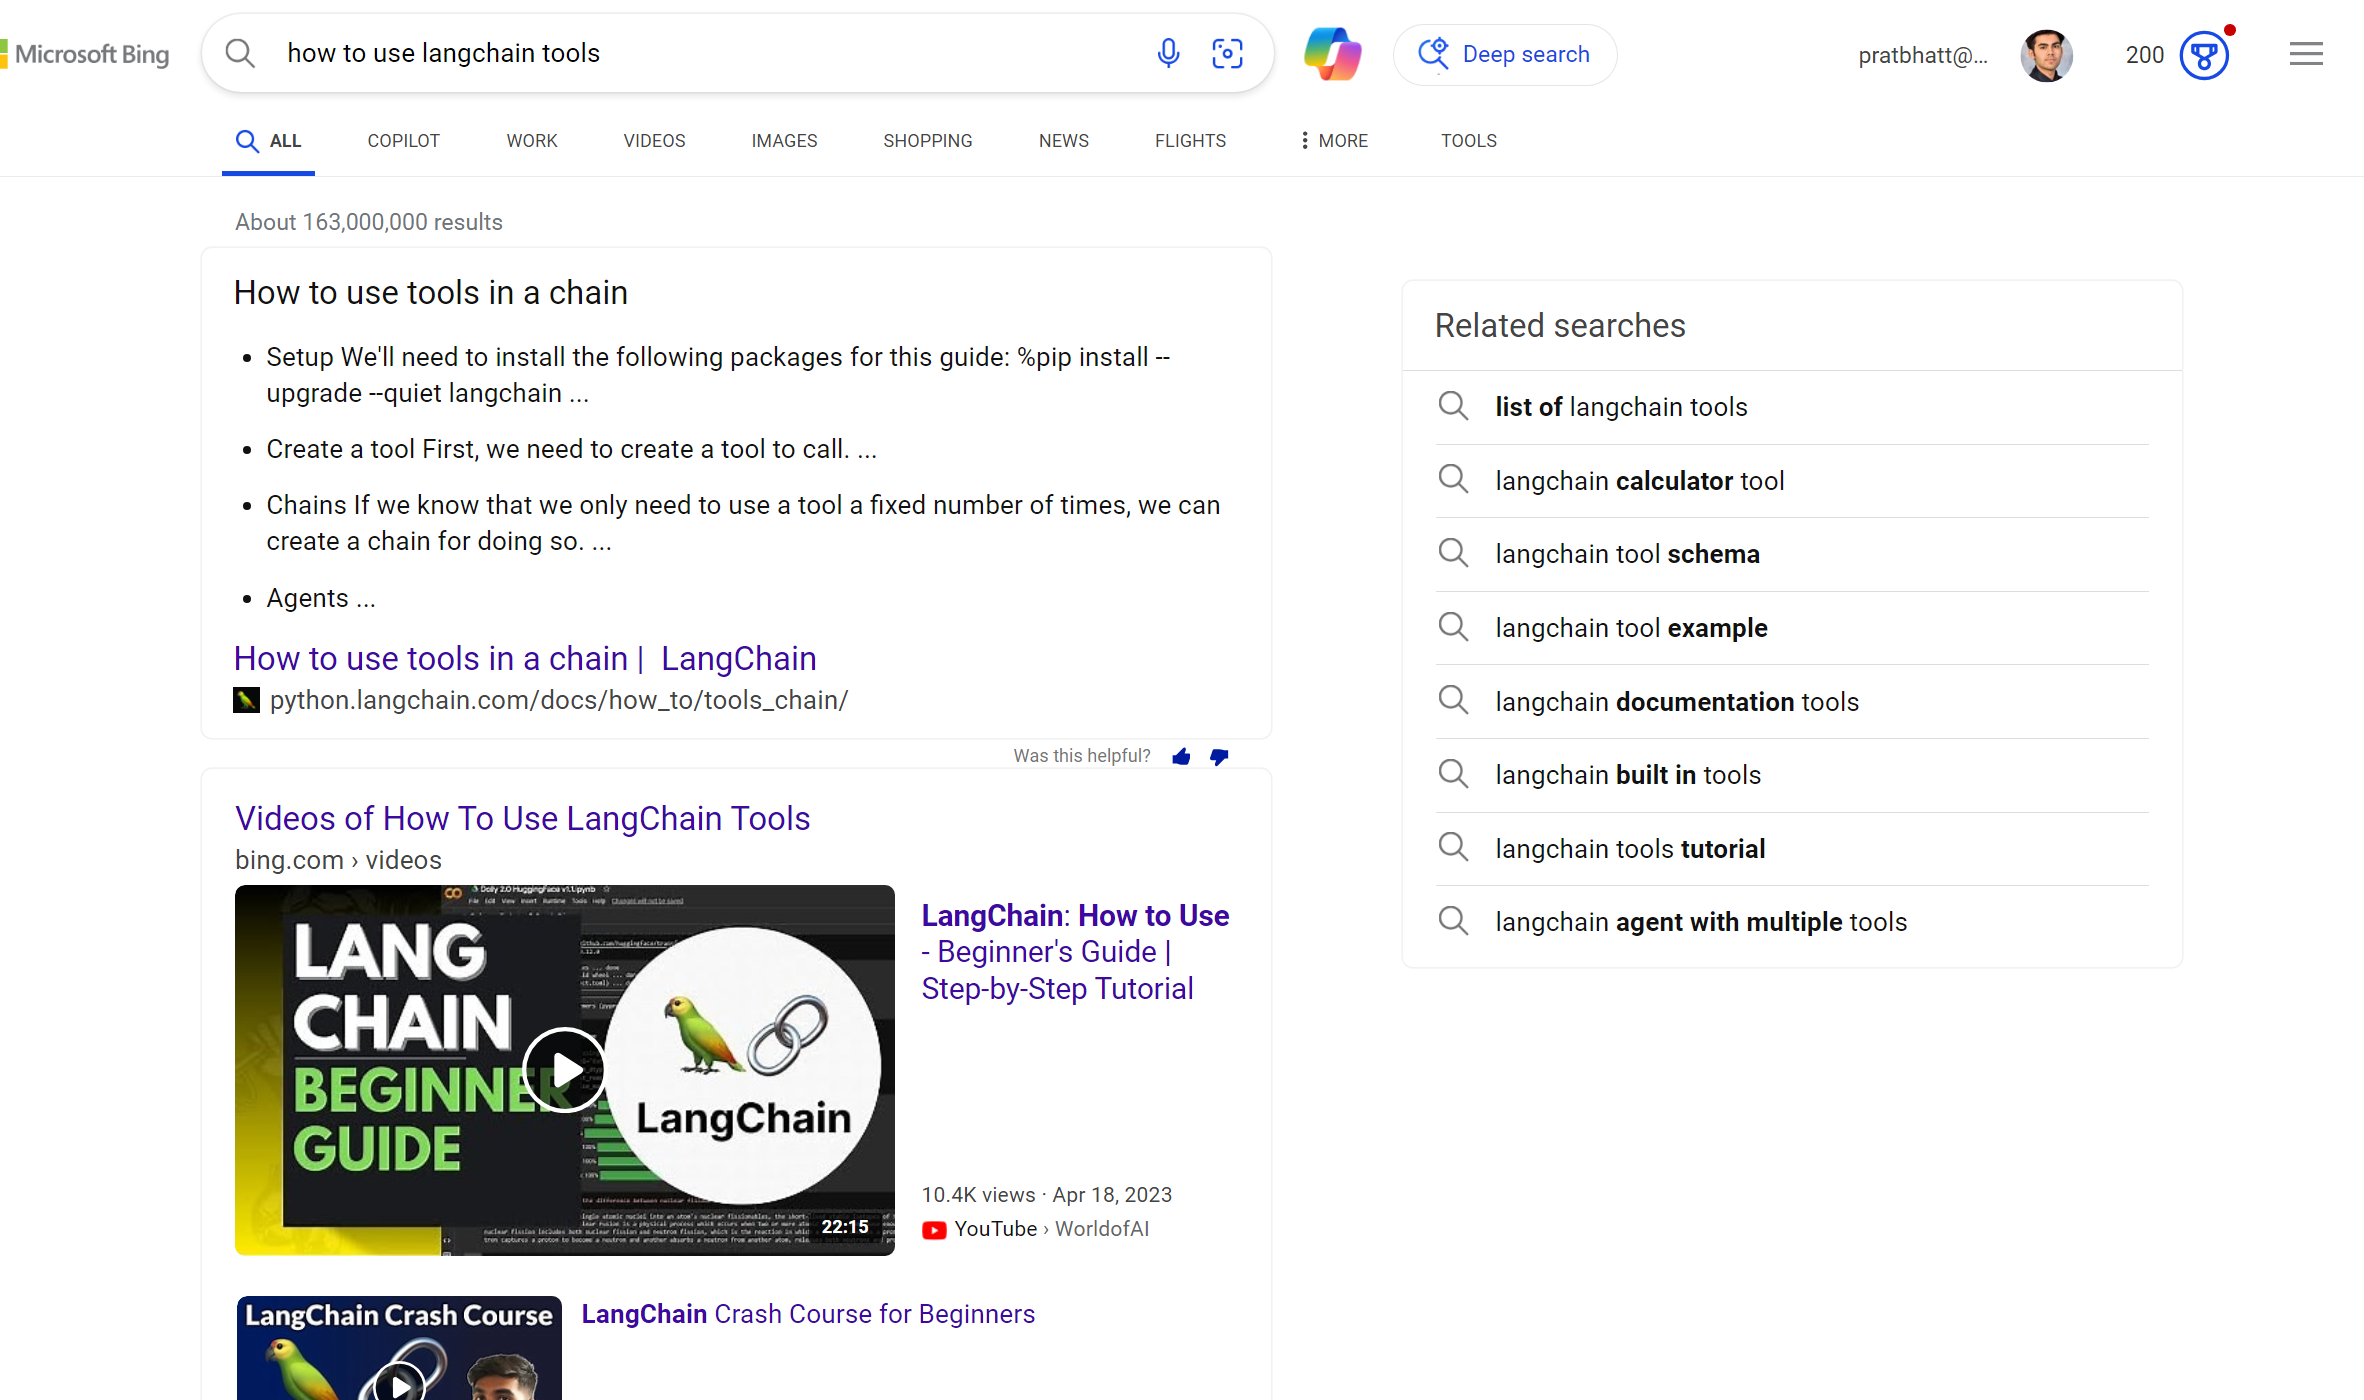 Microsoft Bing
how to use langchain tools
Deep search
pratbhatt@...
200
ALL
COPILOT
WORK
VIDEOS
IMAGES
SHOPPING
NEWS
FLIGHTS
MORE
TOOLS
About 163,000,000 results
How to use tools in a chain
Setup We'll need to install the following packages for this guide: %pip install --
upgrade --quiet langchain ...
Create a tool First, we need to create a tool to call. ...
Chains If we know that we only need to use a tool a fixed number of times, we can
create a chain for doing so. ...
Agents ...
How to use tools in a chain | LangChain
python.langchain.com/docs/how_to/tools_chain/
Was this helpful?
Videos of How To Use LangChain Tools
bing.com › videos
LANG
CHAIN
BEGINNER
GUIDE
LangChain
22:15
LangChain: How to Use
- Beginner's Guide |
Step-by-Step Tutorial
10.4K views · Apr 18, 2023
YouTube › WorldofAI
LangChain Crash Course
LangChain Crash Course for Beginners
Related searches
list of langchain tools
langchain calculator tool
langchain tool schema
langchain tool example
langchain documentation tools
langchain built in tools
langchain tools tutorial
langchain agent with multiple tools